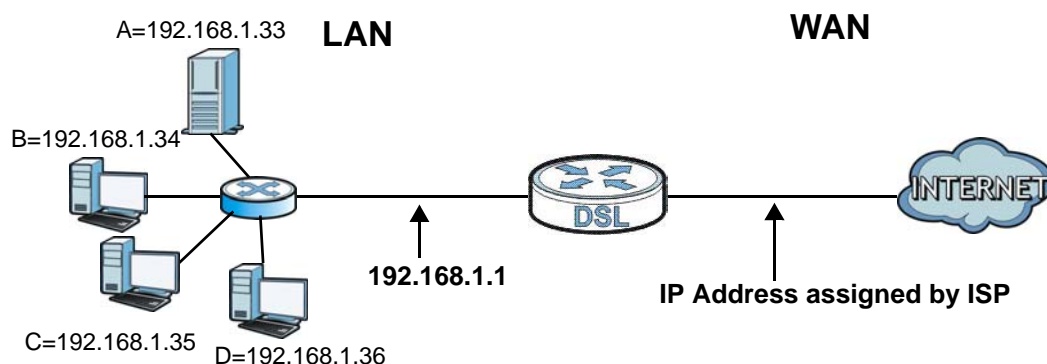 A=192.168.1.33
LAN
WAN
B=192.168.1.34
DSL
INTERNET
192.168.1.1
IP Address assigned by ISP
C=192.168.1.35
D=192.168.1.36